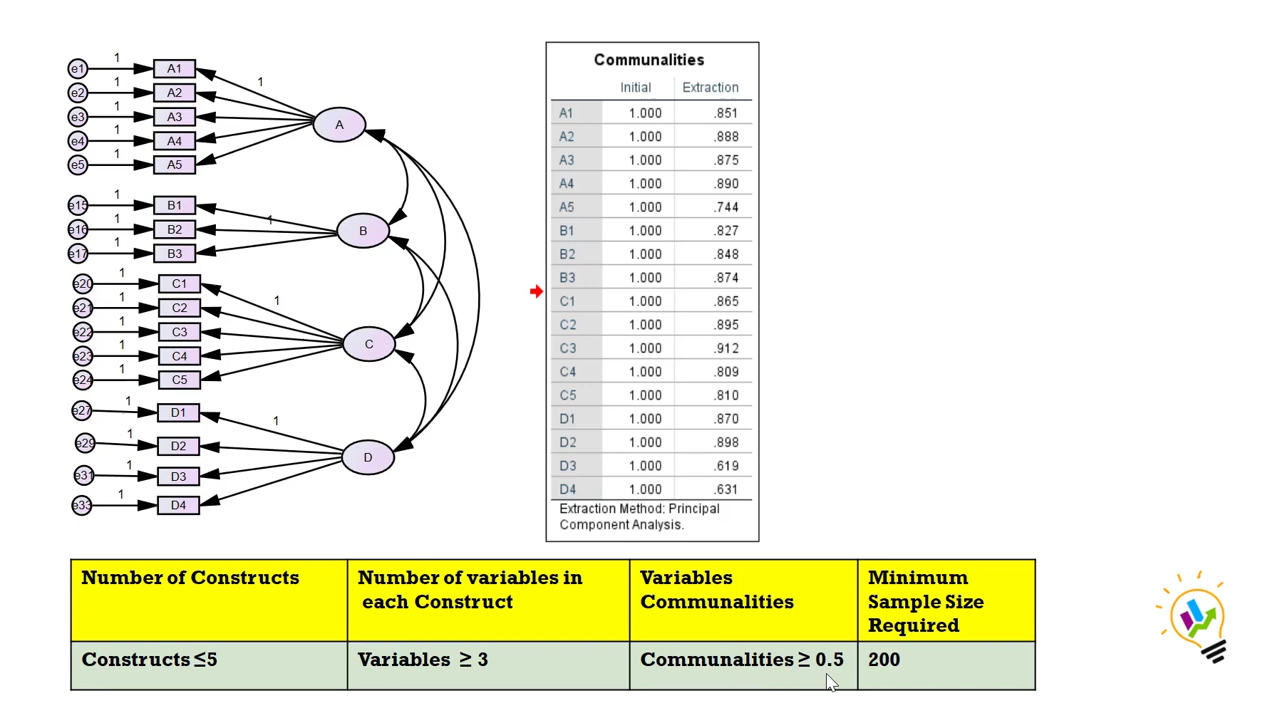 e1 1 A1
1
e2 1 A2
e3 1 A3
A
e4 1 A4
e5 1 A5
e15 1 B1
e16 1 B2
1
B
e17 1 B3
e20 1 C1
1
e21 1 C2
e22 1 C3
C
e23 1 C4
e24 1 C5
e27 1 D1
1
e29 1 D2
D
e31 1 D3
e33 1 D4
Communalities
Initial Extraction
A1 1.000 .851
A2 1.000 .888
A3 1.000 .875
A4 1.000 .890
A5 1.000 .744
B1 1.000 .827
B2 1.000 .848
B3 1.000 .874
C1 1.000 .865
C2 1.000 .895
C3 1.000 .912
C4 1.000 .809
C5 1.000 .810
D1 1.000 .870
D2 1.000 .898
D3 1.000 .619
D4 1.000 .631
Extraction Method: Principal
Component Analysis.
Number of Constructs
Number of variables in
each Construct
Variables
Communalities
Minimum
Sample Size
Required
Constructs ≤5
Variables ≥ 3
Communalities ≥ 0.5
200